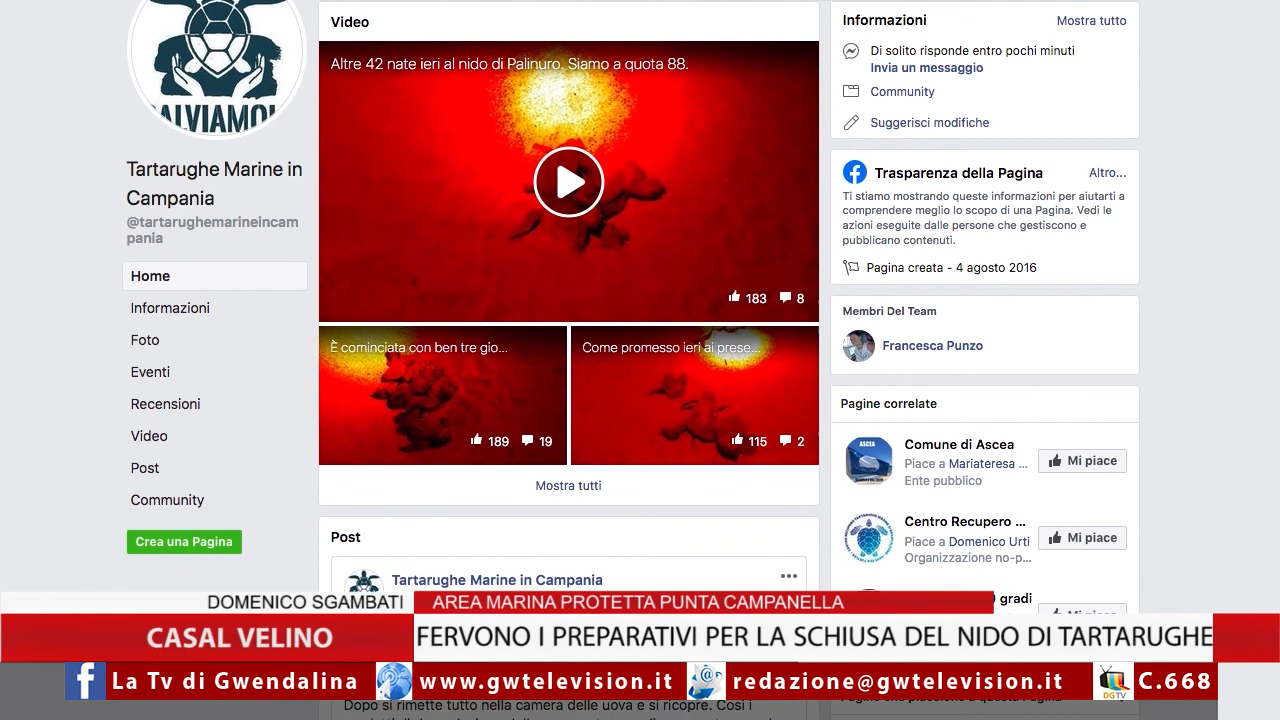 SALVIAMOL
Tartarughe Marine in
Campania
@tartarughemarineincam
pania
Home
Informazioni
Foto
Eventi
Recensioni
Video
Post
Community
Crea una Pagina
Video
Altre 42 nate ieri al nido di Palinuro. Siamo a quota 88.
183 8
È cominciata con ben tre gio...
189 19
Come promesso ieri ai prese...
115 2
Mostra tutti
Post
Tartarughe Marine in Campania
Informazioni Mostra tutto
Di solito risponde entro pochi minuti
Invia un messaggio
Community
Suggerisci modifiche
Trasparenza della Pagina Altro...
Ti stiamo mostrando queste informazioni per aiutarti a
comprendere meglio lo scopo di una Pagina. Vedi le
azioni eseguite dalle persone che gestiscono e
pubblicano contenuti.
Pagina creata - 4 agosto 2016
Membri Del Team
Francesca Punzo
Pagine correlate
ASCEA
Comune di Ascea
Piace a Mariateresa ...
Ente pubblico
Mi piace
Centro Recupero ...
Piace a Domenico Urti
Organizzazione no-p...
Mi piace
gradi
Mi piace
DOMENICO SGAMBATI AREA MARINA PROTETTA PUNTA CAMPANELLA
CASAL VELINO FERVONO I PREPARATIVI PER LA SCHIUSA DEL NIDO DI TARTARUGHE
La Tv di Gwendalina www.gwtelevision.it redazione@gwtelevision.it DGTV C.668
Dopo si rimette tutto nella camera delle uova e si ricopre. Così i